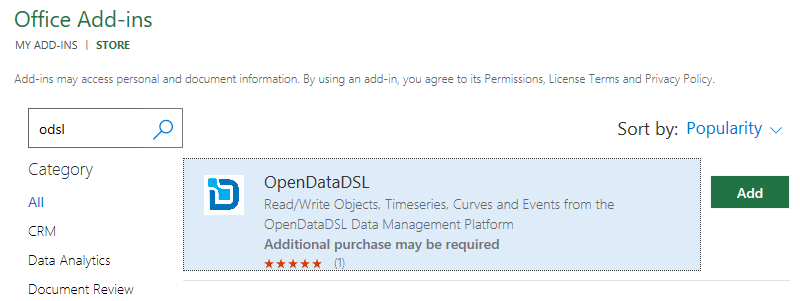 Office Add-ins
MY ADD-INS | STORE
Add-ins may access personal and document information. By using an add-in, you agree to its Permissions, License Terms and Privacy Policy.
odsl
Sort by: Popularity
Category
All
CRM
Data Analytics
Document Review
OpenDataDSL
Read/Write Objects, Timeseries, Curves and Events from the
OpenDataDSL Data Management Platform
Additional purchase may be required
(1)
Add